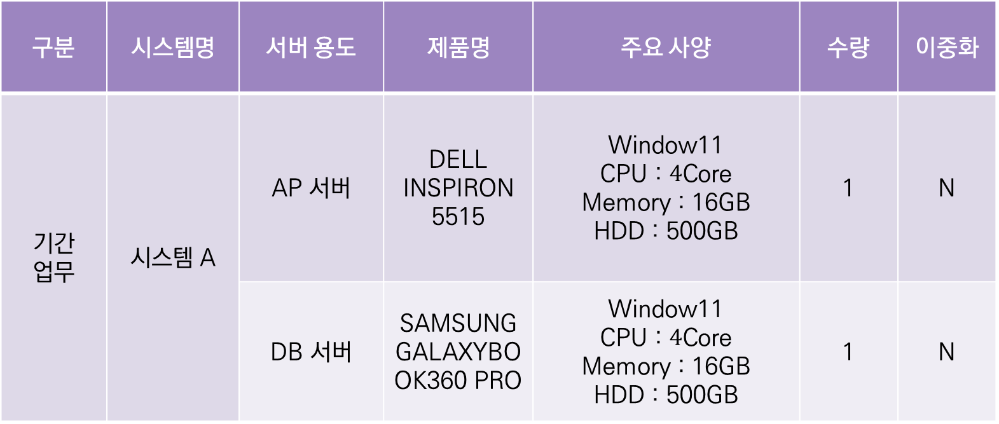 구분 시스템명 서버 용도 제품명 주요 사양 수량 이중화
기간
업무
시스템 A
AP 서버
DELL
INSPIRON
5515
Window11
CPU : 4Core
Memory : 16GB
HDD : 500GB
1
N
DB 서버
SAMSUNG
GALAXYBO
OK360 PRO
Window11
CPU : 4Core
Memory : 16GB
HDD : 500GB
1
N